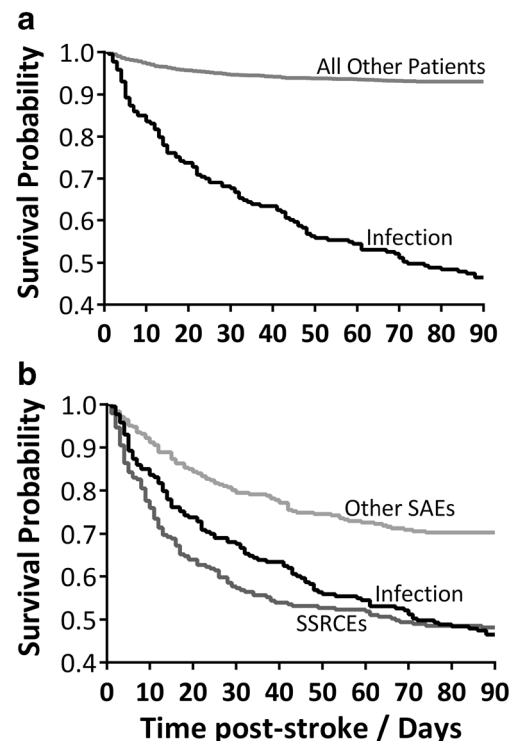 a
Survival Probability
1.0
0.9
0.8
0.7
0.6
0.5
0.4
All Other Patients
Infection
0 10 20 30 40 50 60 70 80 90
b
Survival Probability
1.0
0.9
0.8
0.7
0.6
0.5
0.4
Other SAEs
Infection
SSRCEs
0 10 20 30 40 50 60 70 80 90
Time post-stroke / Days